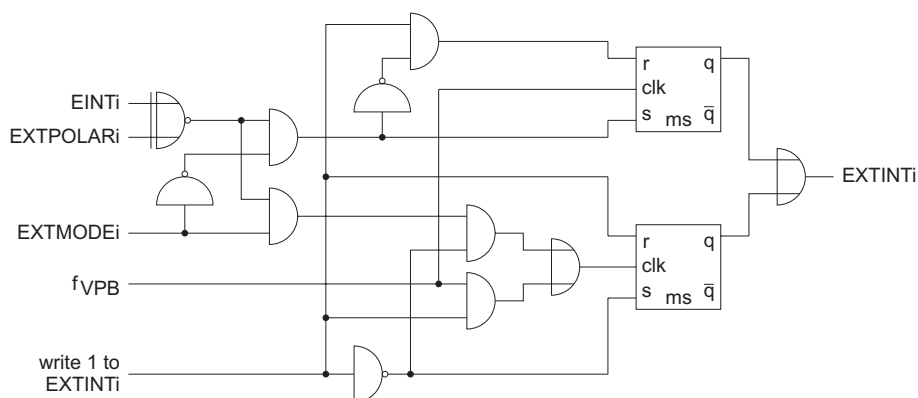 EINTi
EXTPOLARi
EXTMODEi
fVPB
write 1 to
EXTINTi
r q
clk
s ms q̅
r q
clk
s ms q̅
EXTINTi